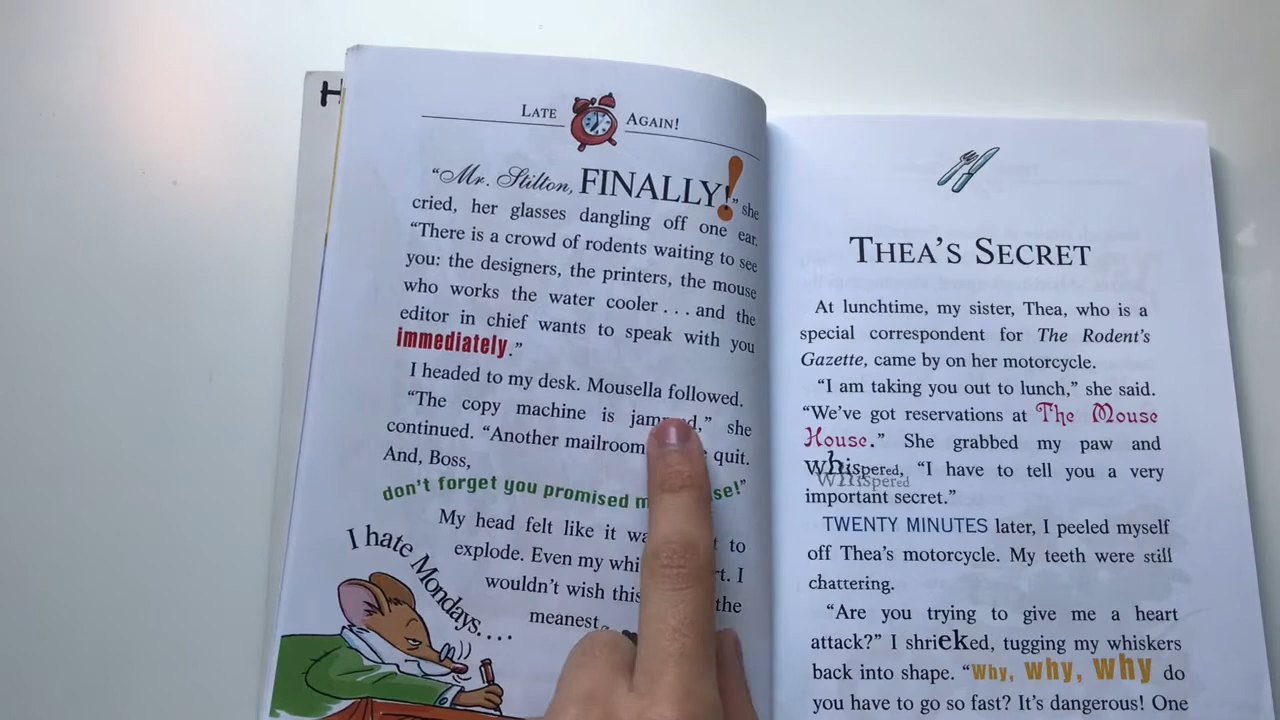 H
LATE AGAIN!
"Mr. Stilton, FINALLY!" she
cried, her glasses dangling off one ear.
"There is a crowd of rodents waiting to see
you: the designers, the printers, the mouse
who works the water cooler . . . and the
editor in chief wants to speak with you
immediately."
I headed to my desk. Mousella followed.
"The copy machine is jammed," she
continued. "Another mailroom quit.
And, Boss,
don't forget you promised
My head felt like it to
explode. Even my I
wouldn't wish this the
meanest
I hate Mondays. . . .
THEA'S SECRET
At lunchtime, my sister, Thea, who is a
special correspondent for The Rodent's
Gazette, came by on her motorcycle.
"I am taking you out to lunch," she said.
"We've got reservations at The Mouse
House." She grabbed my paw and
whispered, "I have to tell you a very
important secret."
TWENTY MINUTES later, I peeled myself
off Thea's motorcycle. My teeth were still
chattering.
"Are you trying to give me a heart
attack?" I shrieked, tugging my whiskers
back into shape. "Why, why, why do
you have to go so fast? It's dangerous! One